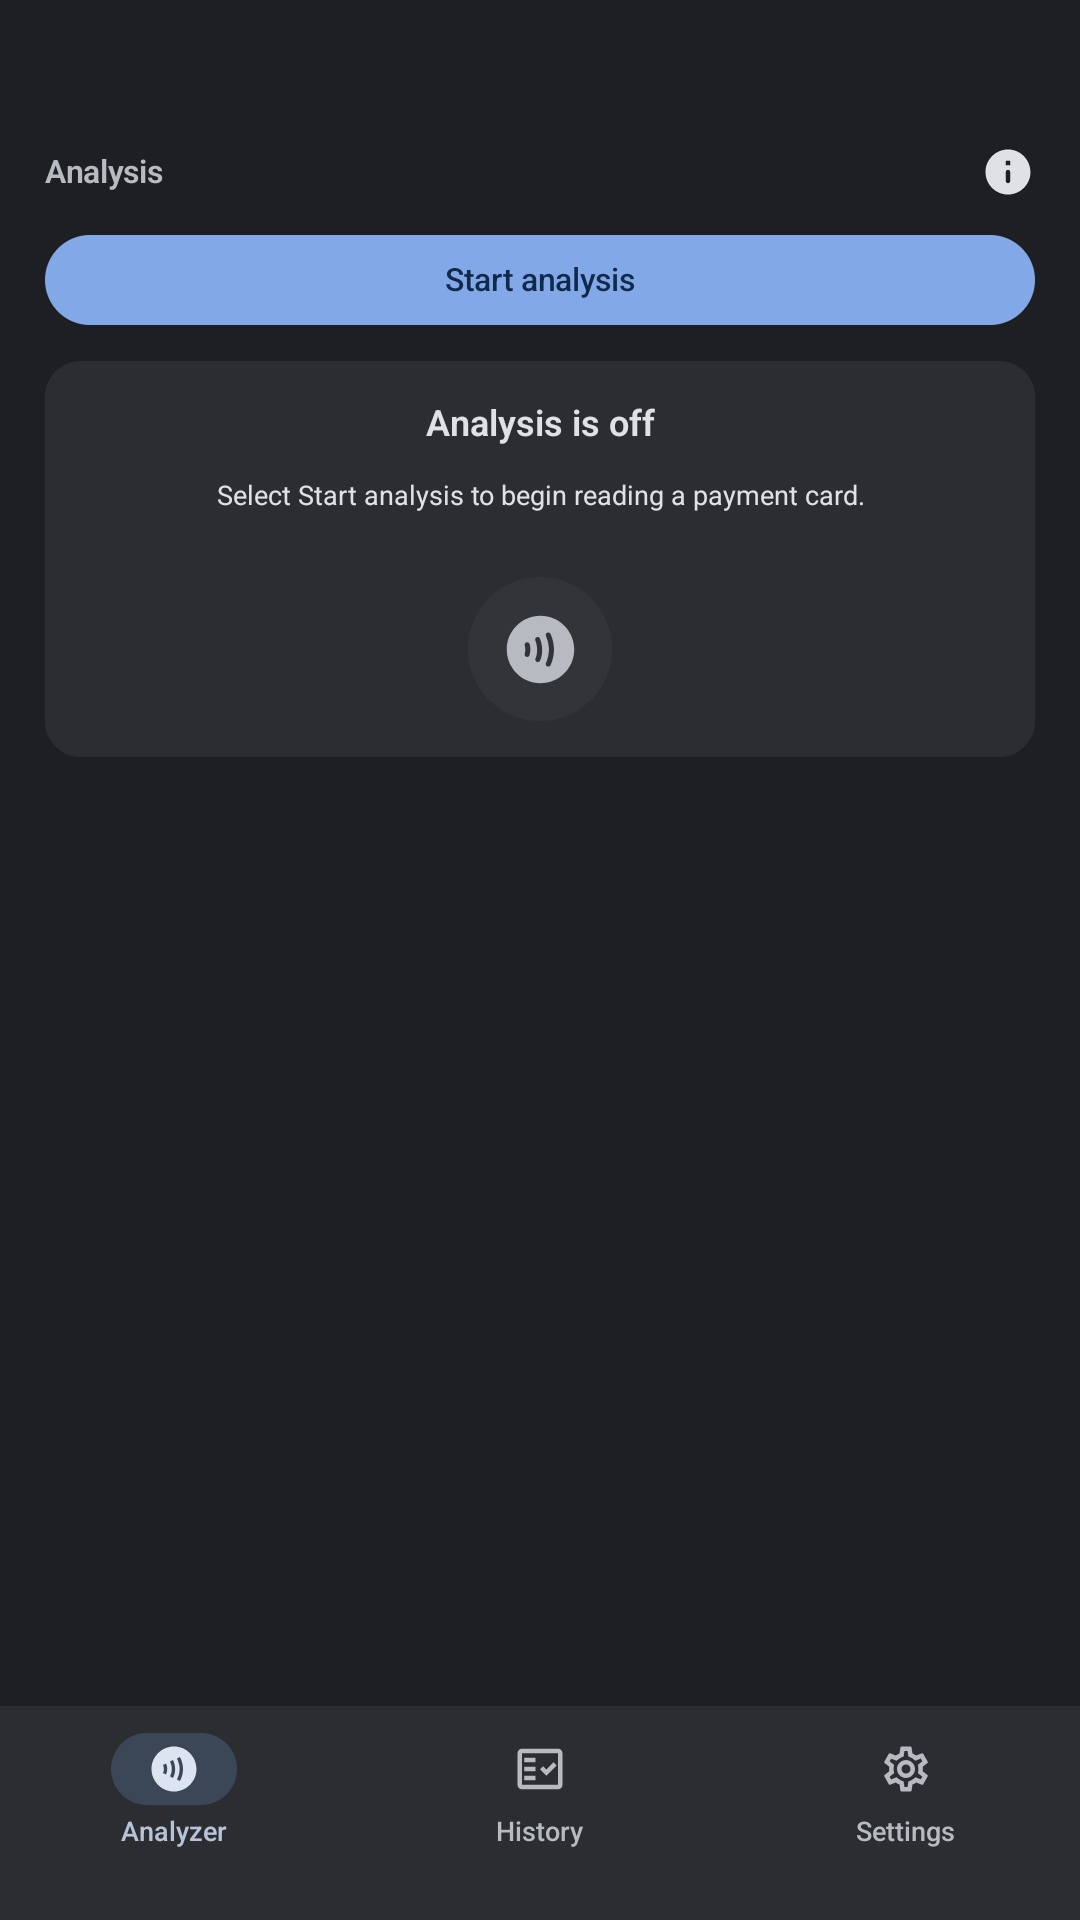 Analysis
Start analysis
Analysis is off
Select Start analysis to begin reading a payment card.
Analyzer
History
Settings